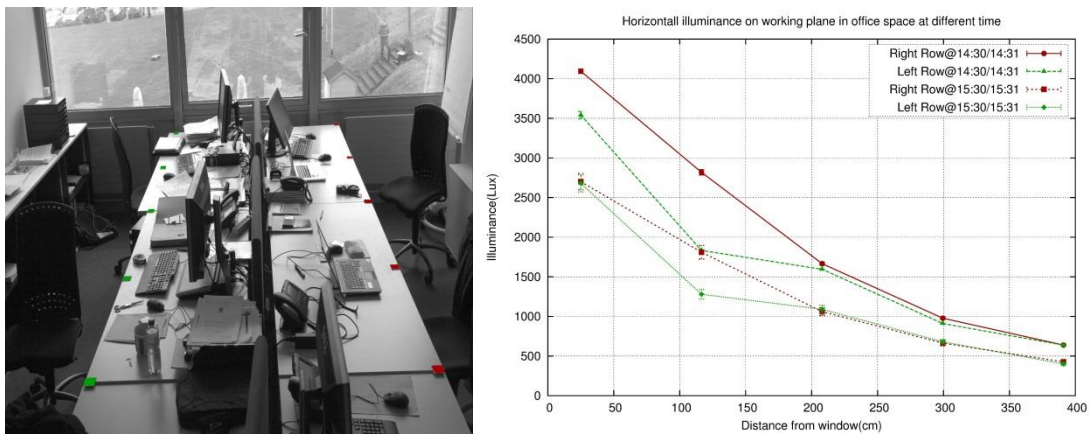 Horizontall illuminance on working plane in office space at different time
Right Row@14:30/14:31
Left Row@14:30/14:31
Right Row@15:30/15:31
Left Row@15:30/15:31
Illuminance(Lux)
4500
4000
3500
3000
2500
2000
1500
1000
500
0
0 50 100 150 200 250 300 350 400
Distance from window(cm)